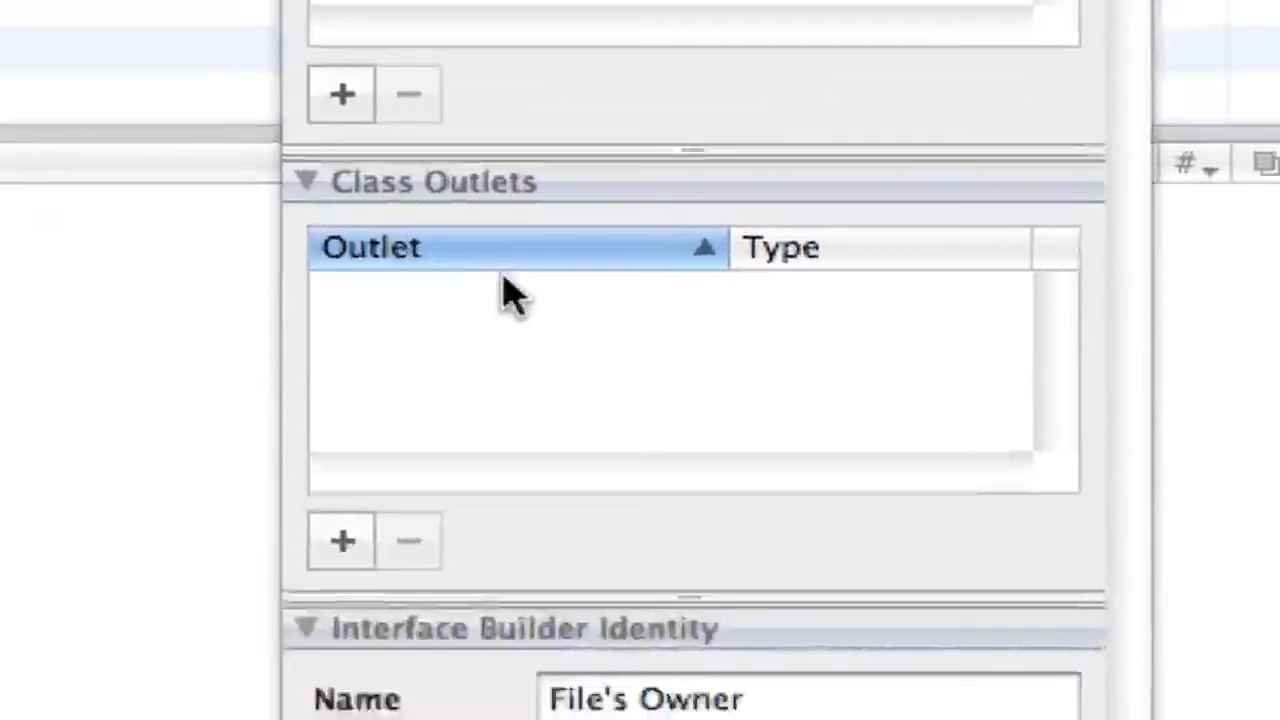 + −
Class Outlets
#
Outlet Type
+ −
Interface Builder Identity
Name File's Owner